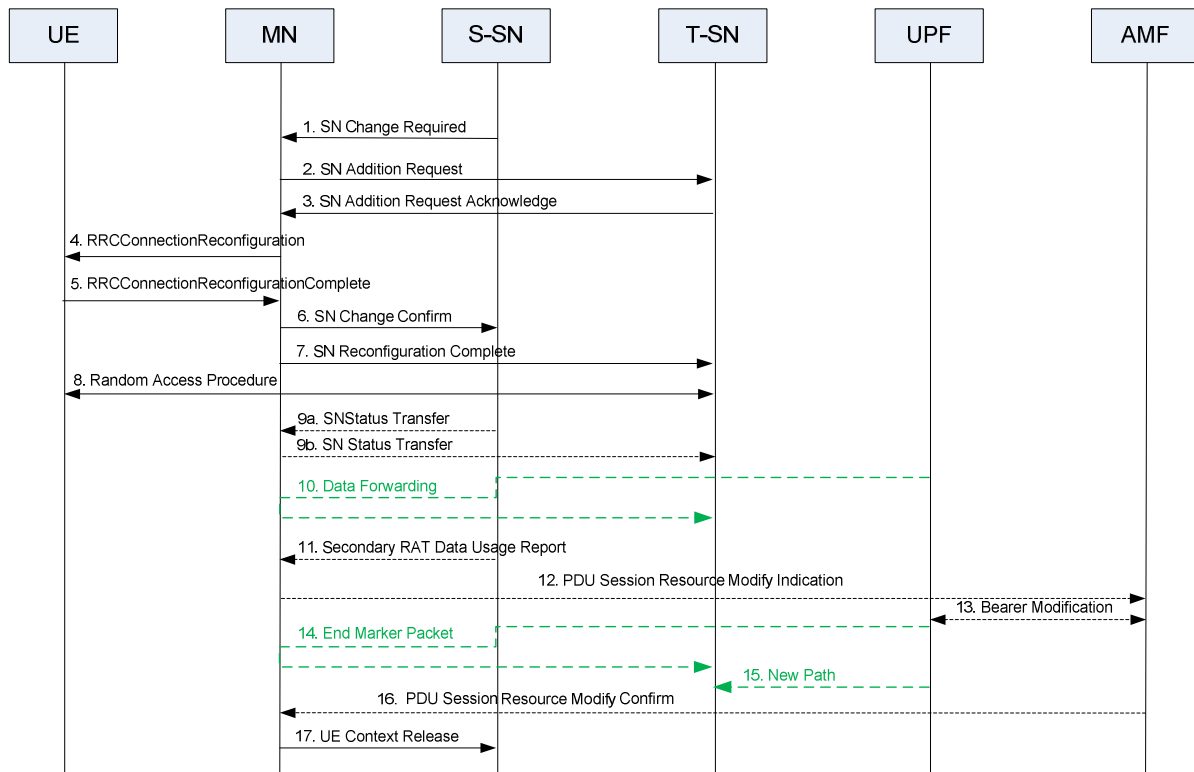 UE
MN
S-SN
T-SN
UPF
AMF
1. SN Change Required
2. SN Addition Request
3. SN Addition Request Acknowledge
4. RRCConnectionReconfiguration
5. RRCConnectionReconfigurationComplete
6. SN Change Confirm
7. SN Reconfiguration Complete
8. Random Access Procedure
9a. SNStatus Transfer
9b. SN Status Transfer
10. Data Forwarding
11. Secondary RAT Data Usage Report
12. PDU Session Resource Modify Indication
13. Bearer Modification
14. End Marker Packet
15. New Path
16. PDU Session Resource Modify Confirm
17. UE Context Release